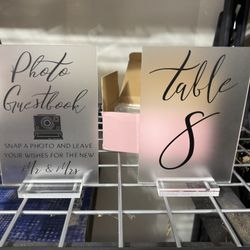 Photo
Guestbook
SNAP A PHOTO AND LEAVE
YOUR WISHES FOR THE NEW
Mr & Mrs
table
8